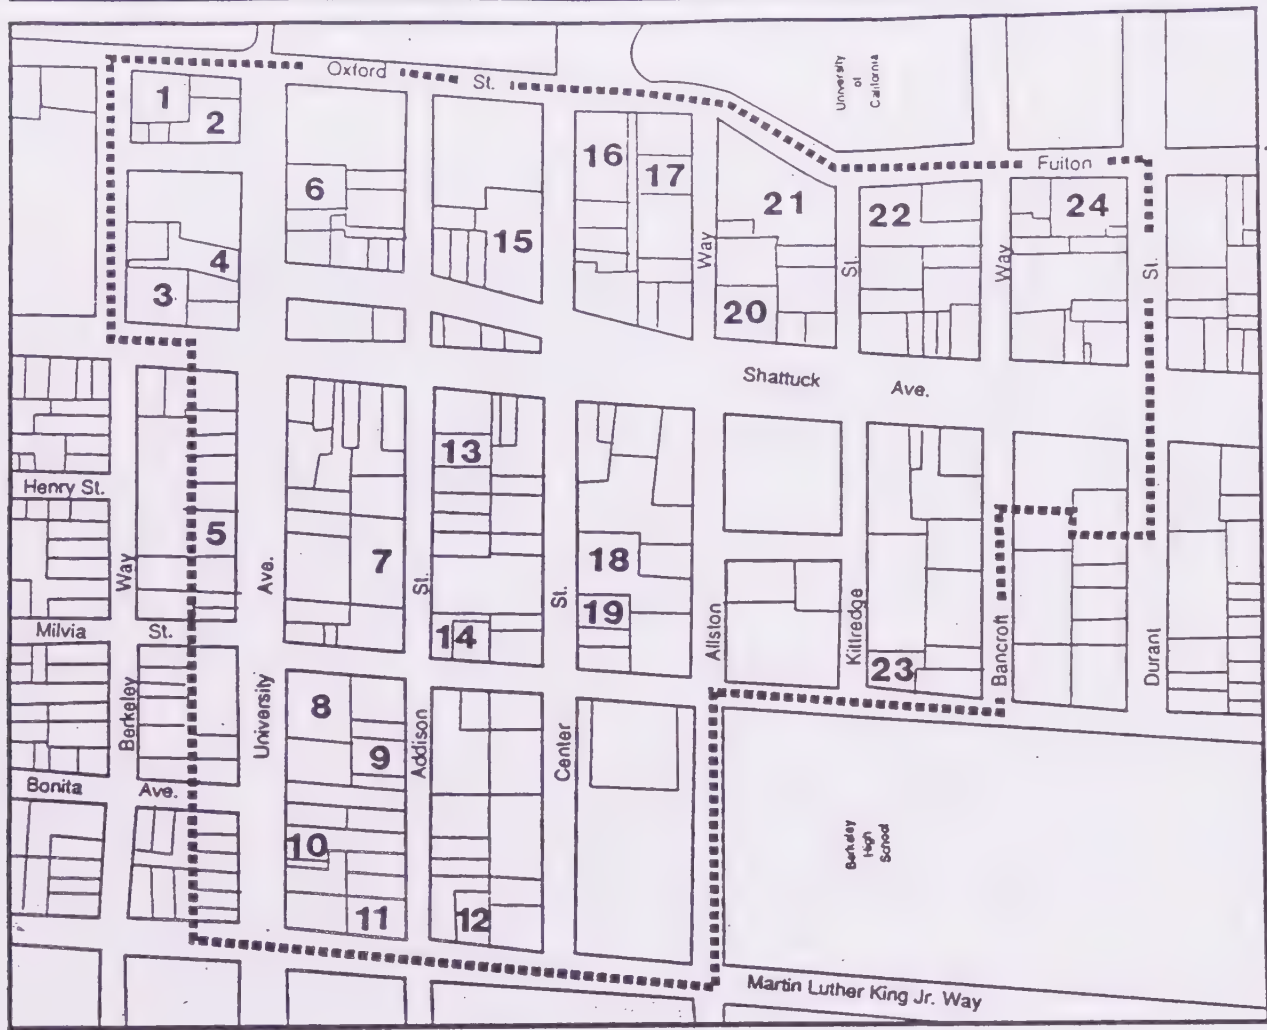 Oxford St.
University
of
California
1
2
6
16
17
Fulton
21
22
24
4
3
15
Way
St.
Way
St.
20
Shattuck Ave.
13
Henry St.
5
7
18
Way
Ave.
St.
St.
19
14
Milvia St.
Allston
Kittredge
Bancroft
Durant
23
8
9
Berkeley
University
Addison
Center
Bonita Ave.
10
Berkeley
High
School
11
12
Martin Luther King Jr. Way